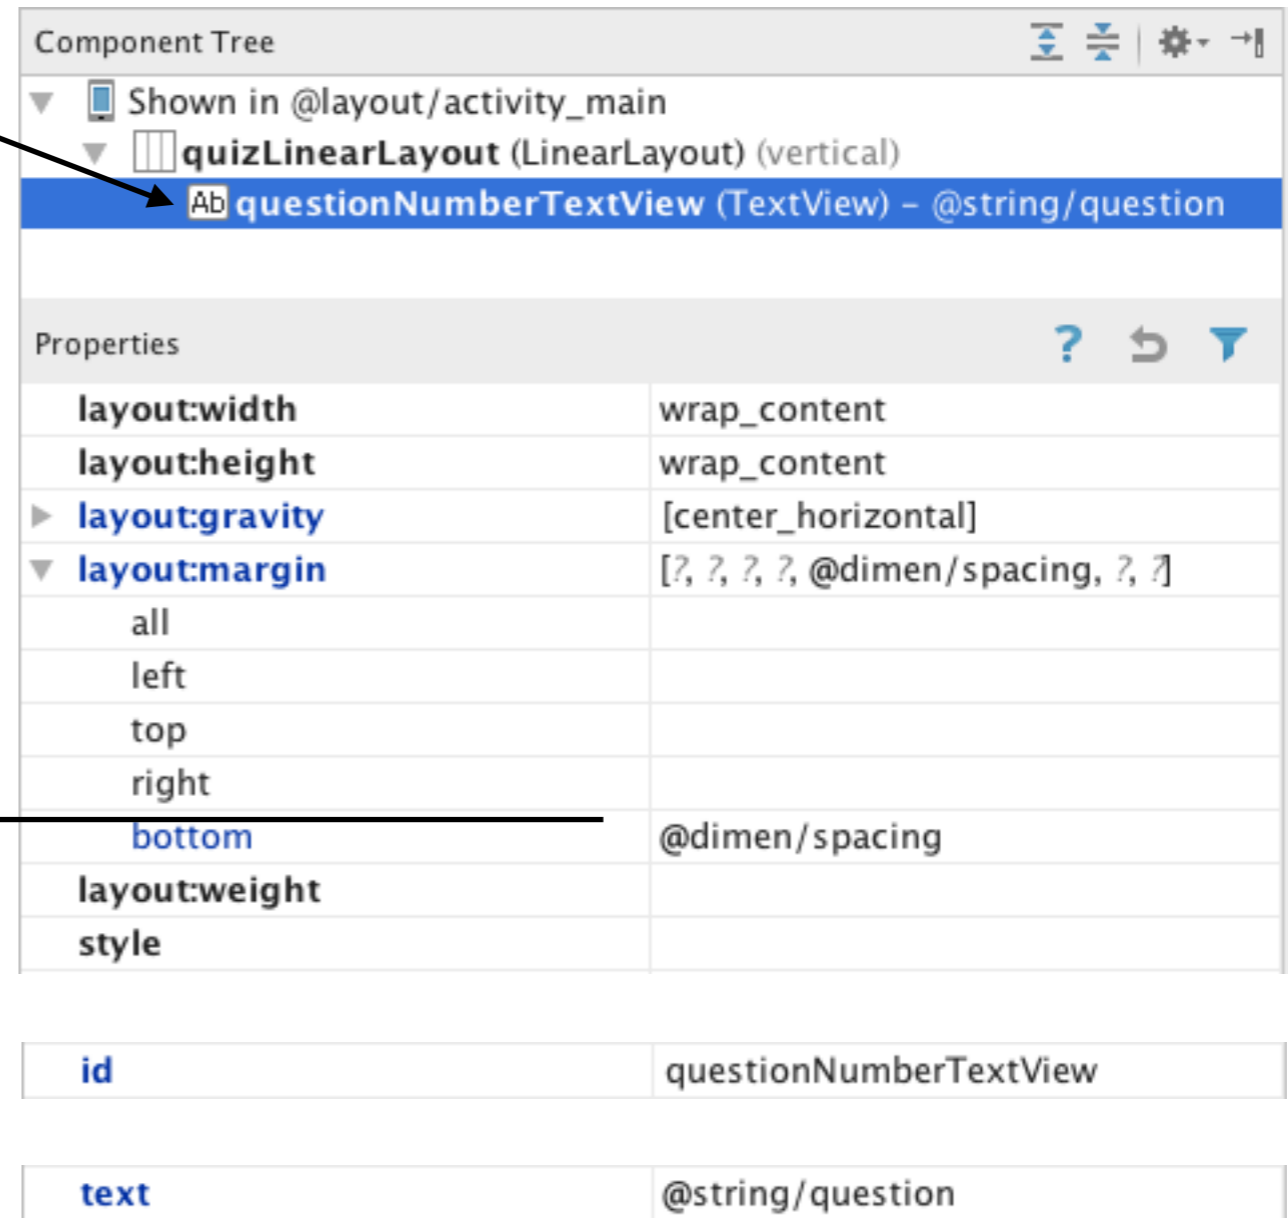 Component Tree
Shown in @layout/activity_main
quizLinearLayout (LinearLayout) (vertical)
Ab questionNumberTextView (TextView) – @string/question
Properties ?
layout:width wrap_content
layout:height wrap_content
layout:gravity [center_horizontal]
layout:margin [?, ?, ?, ?, @dimen/spacing, ?, ?]
all
left
top
right
bottom @dimen/spacing
layout:weight
style
id questionNumberTextView
text @string/question